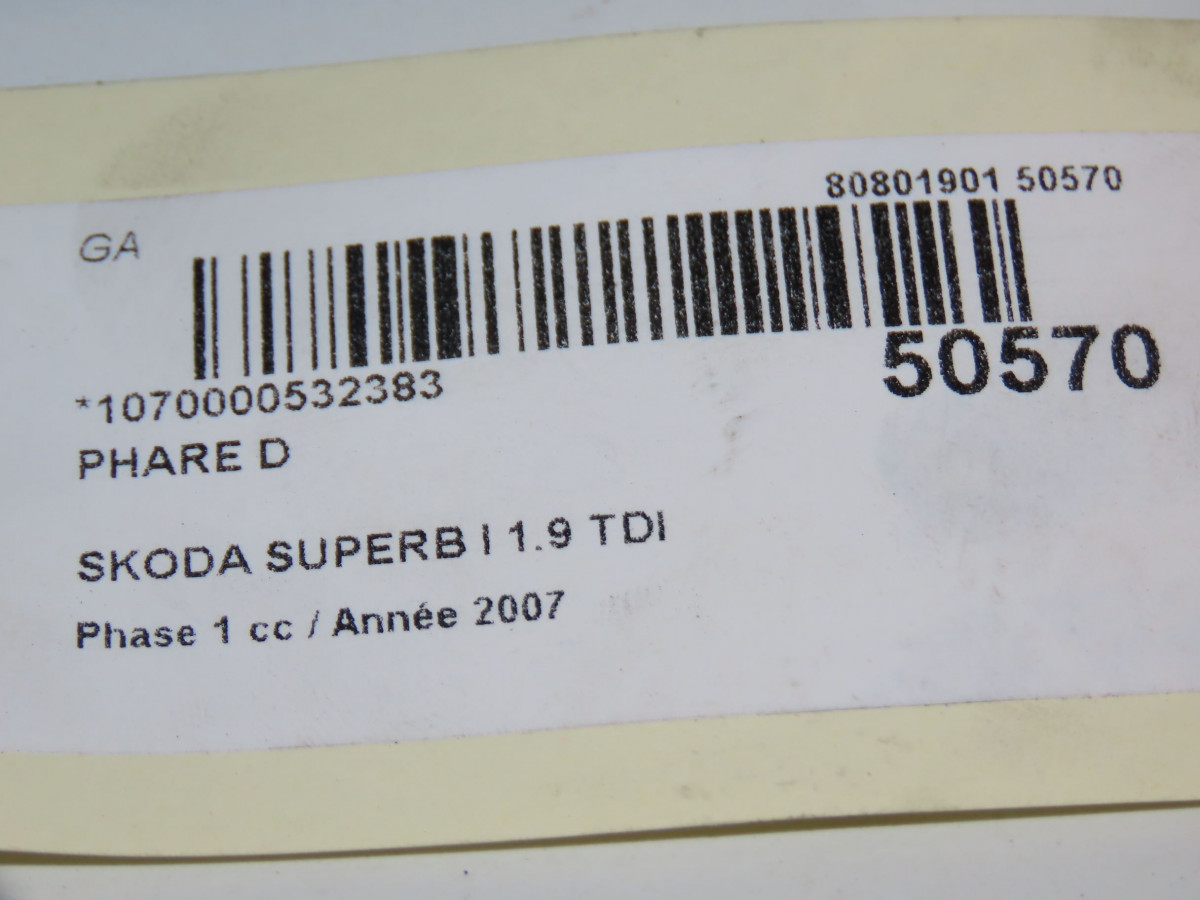 80801901 50570
GA
50570
*1070000532383
PHARE D
SKODA SUPERB I 1.9 TDI
Phase 1 cc / Année 2007